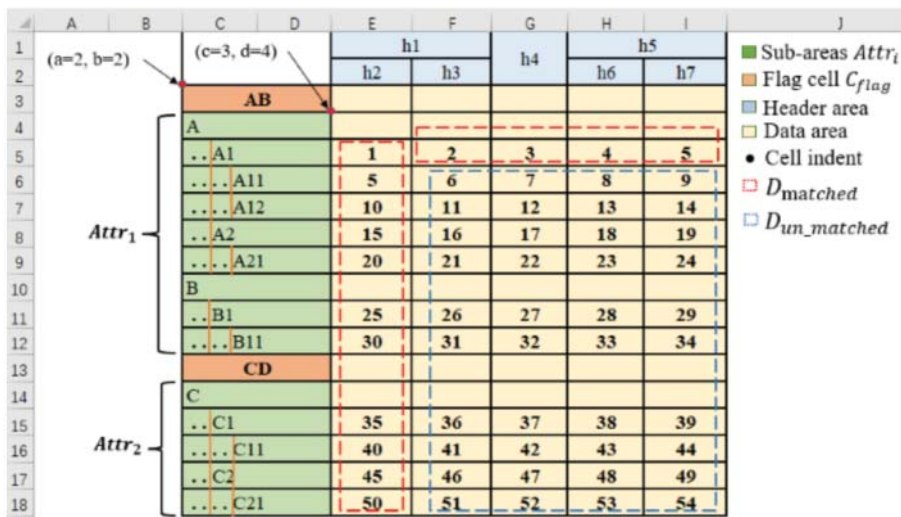 A B C D E F G H I J
1 h1 h4 h5
(a=2, b=2) (c=3, d=4)
2 h2 h3 h6 h7
3 AB
4 A
5 ..A1 1 2 3 4 5
6 ....A11 5 6 7 8 9
7 ....A12 10 11 12 13 14
8 ..A2 15 16 17 18 19
9 ....A21 20 21 22 23 24
10 B
11 ..B1 25 26 27 28 29
12 ....B11 30 31 32 33 34
13 CD
14 C
15 ..C1 35 36 37 38 39
16 ....C11 40 41 42 43 44
17 ..C2 45 46 47 48 49
18 ....C21 50 51 52 53 54
Attr₁
Attr₂
Sub-areas Attrᵢ
Flag cell C_flag
Header area
Data area
Cell indent
D_matched
D_un_matched